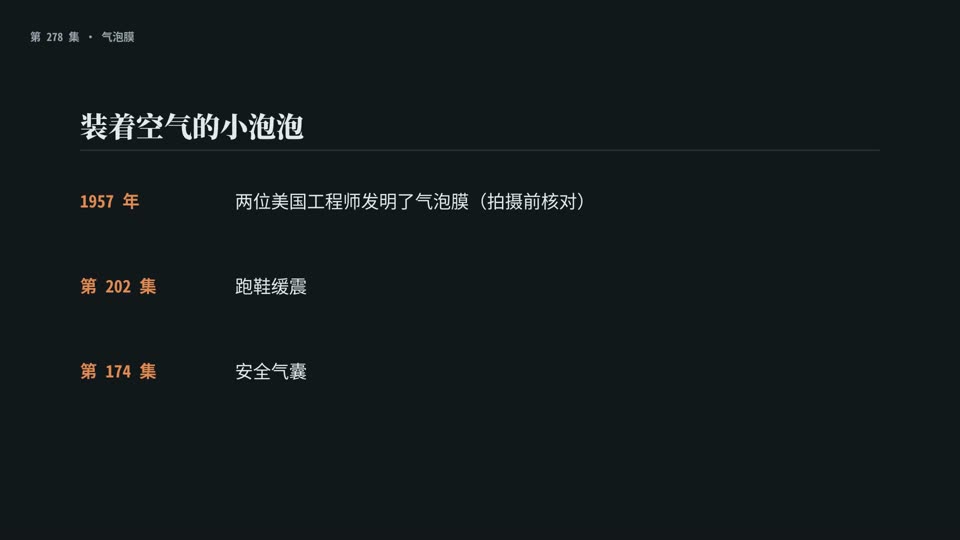 第 278 集 · 气泡膜
装着空气的小泡泡
1957 年 两位美国工程师发明了气泡膜（拍摄前核对）
第 202 集 跑鞋缓震
第 174 集 安全气囊